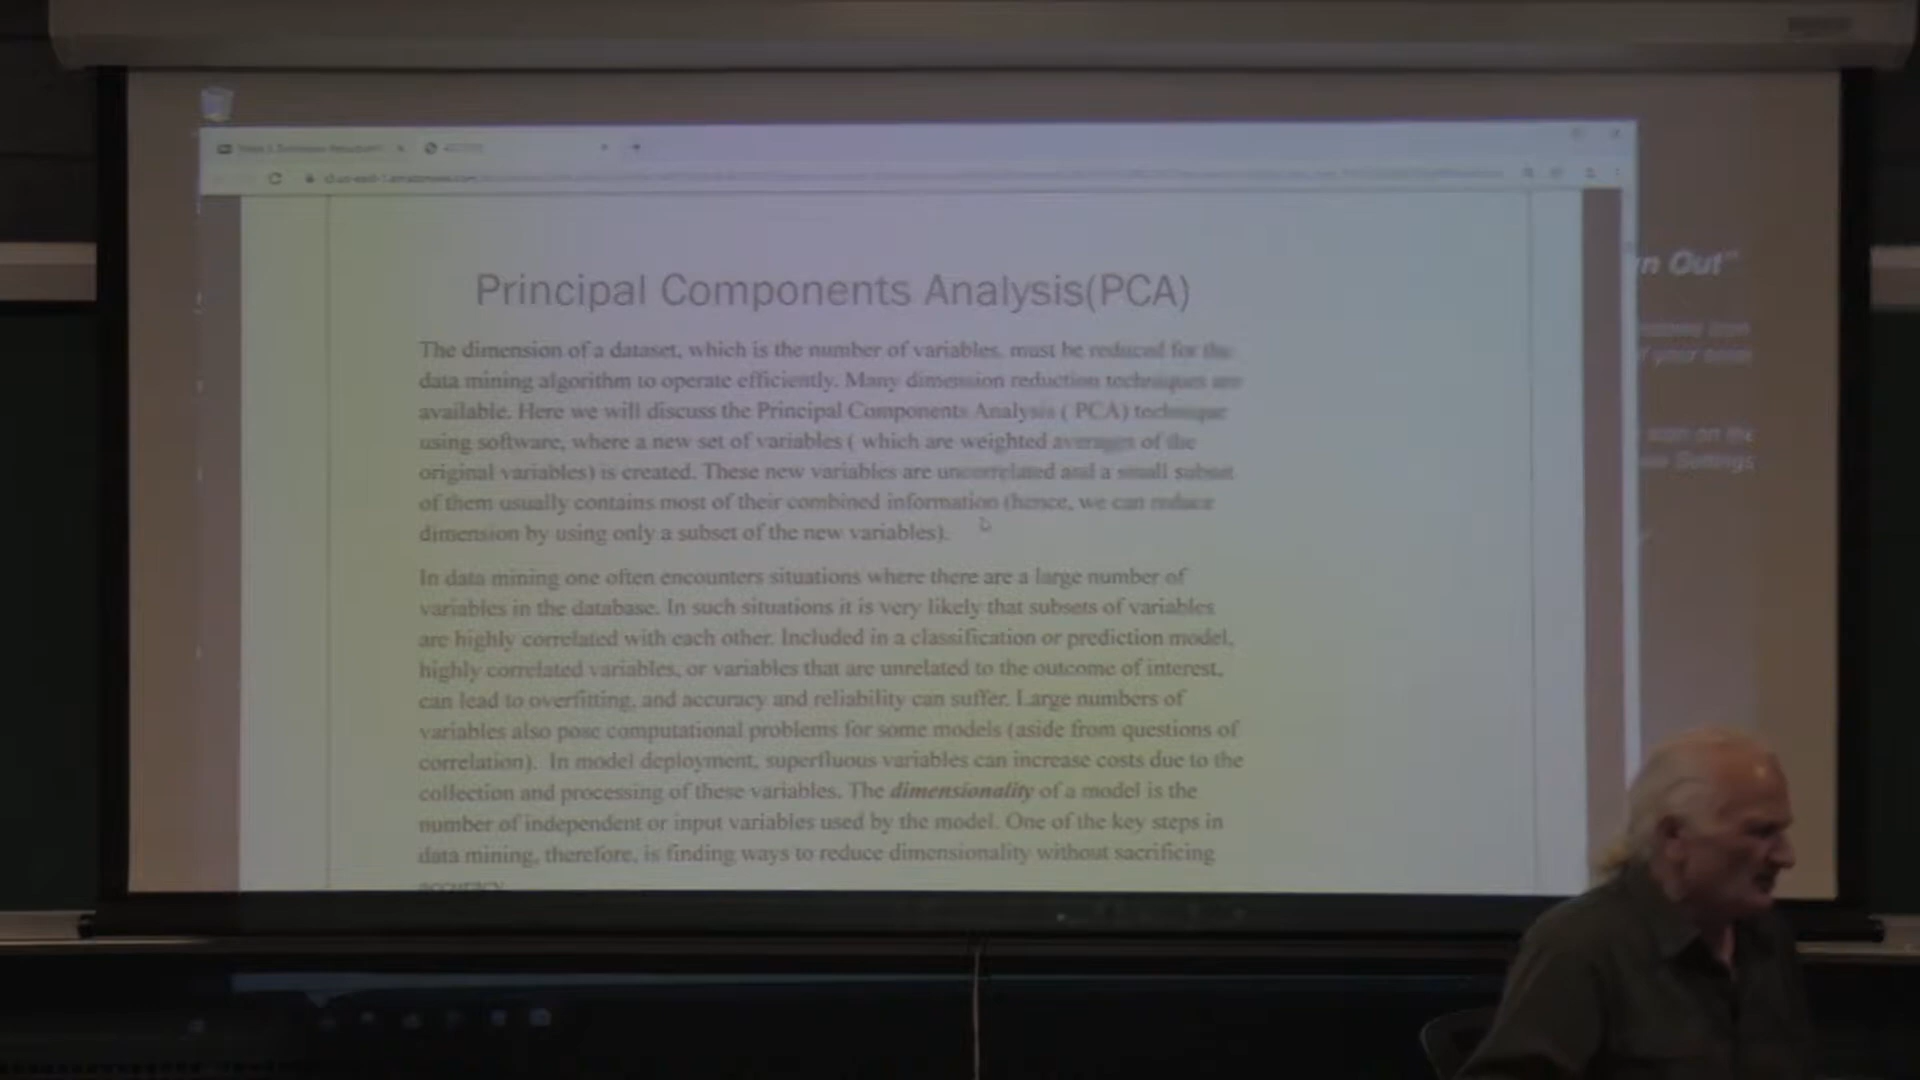 Principal Components Analysis(PCA)
The dimension of a dataset, which is the number of variables, must be reduced for the
data mining algorithm to operate efficiently. Many dimension reduction techniques are
available. Here we will discuss the Principal Components Analysis ( PCA) technique
using software, where a new set of variables ( which are weighted averages of the
original variables) is created. These new variables are uncorrelated and a small subset
of them usually contains most of their combined information (hence, we can reduce
dimension by using only a subset of the new variables).
In data mining one often encounters situations where there are a large number of
variables in the database. In such situations it is very likely that subsets of variables
are highly correlated with each other. Included in a classification or prediction model,
highly correlated variables, or variables that are unrelated to the outcome of interest,
can lead to overfitting, and accuracy and reliability can suffer. Large numbers of
variables also pose computational problems for some models (aside from questions of
correlation). In model deployment, superfluous variables can increase costs due to the
collection and processing of these variables. The dimensionality of a model is the
number of independent or input variables used by the model. One of the key steps in
data mining, therefore, is finding ways to reduce dimensionality without sacrificing
accuracy
n Out"
of your
on the
Settings